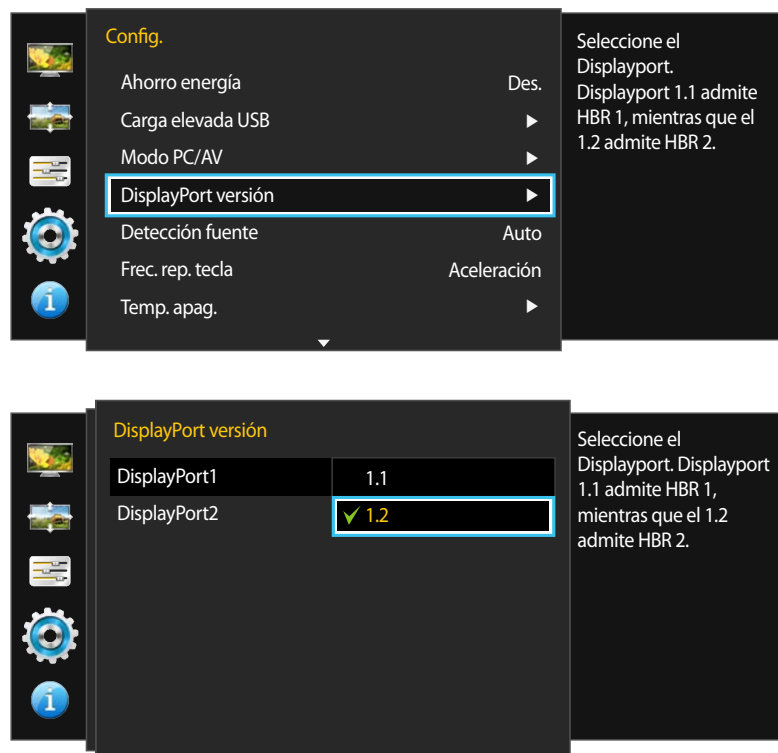 Config.
Ahorro energía Des.
Carga elevada USB
Modo PC/AV
DisplayPort versión
Detección fuente Auto
Frec. rep. tecla Aceleración
Temp. apag.
Seleccione el
Displayport.
Displayport 1.1 admite
HBR 1, mientras que el
1.2 admite HBR 2.
DisplayPort versión
DisplayPort1 1.1
DisplayPort2 1.2
Seleccione el
Displayport. Displayport
1.1 admite HBR 1,
mientras que el 1.2
admite HBR 2.